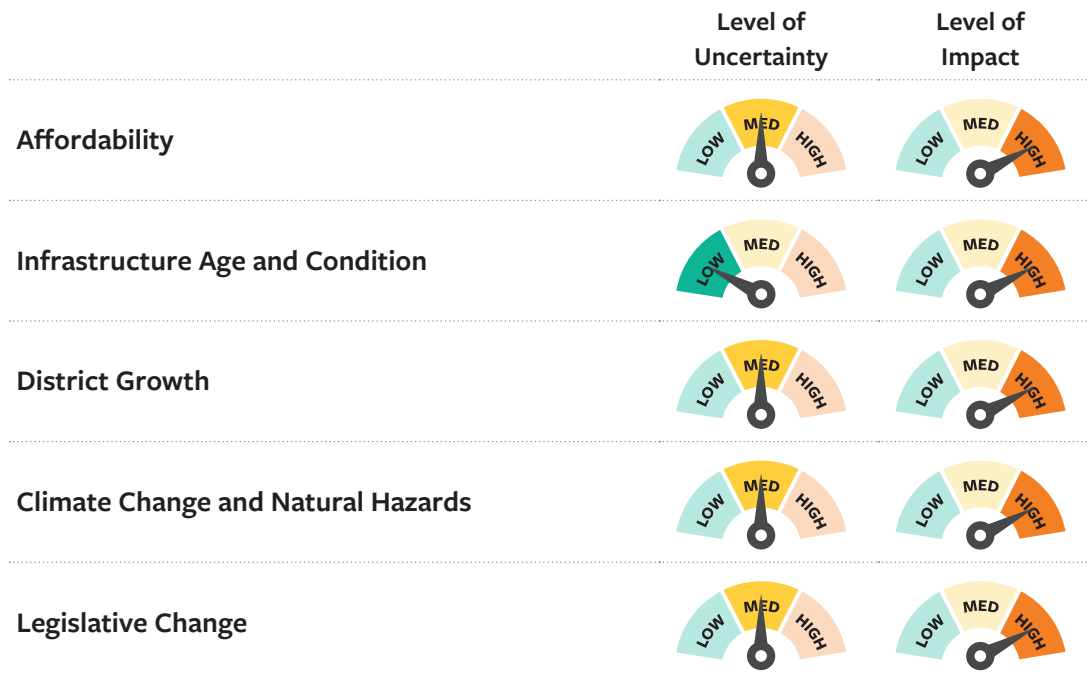 Level of Uncertainty
Level of Impact
Affordability
LOW MED HIGH
LOW MED HIGH
Infrastructure Age and Condition
LOW MED HIGH
LOW MED HIGH
District Growth
LOW MED HIGH
LOW MED HIGH
Climate Change and Natural Hazards
LOW MED HIGH
LOW MED HIGH
Legislative Change
LOW MED HIGH
LOW MED HIGH